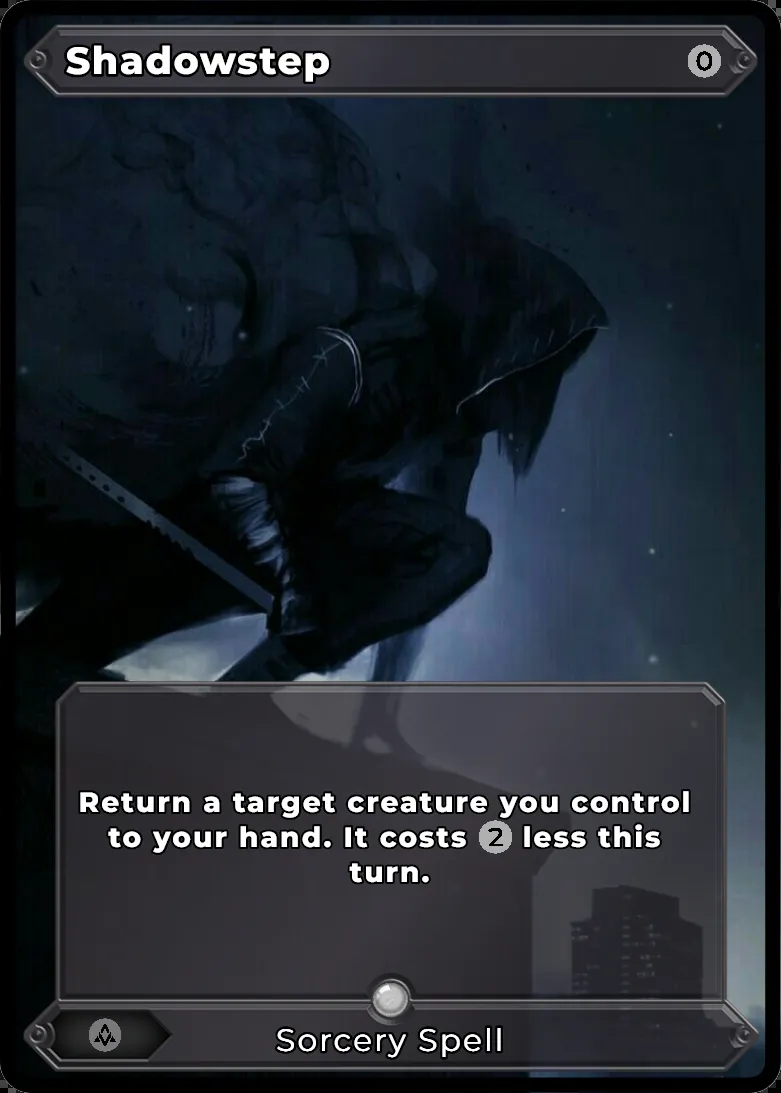 Shadowstep
0
Return a target creature you control
to your hand. It costs 2 less this
turn.
Sorcery Spell